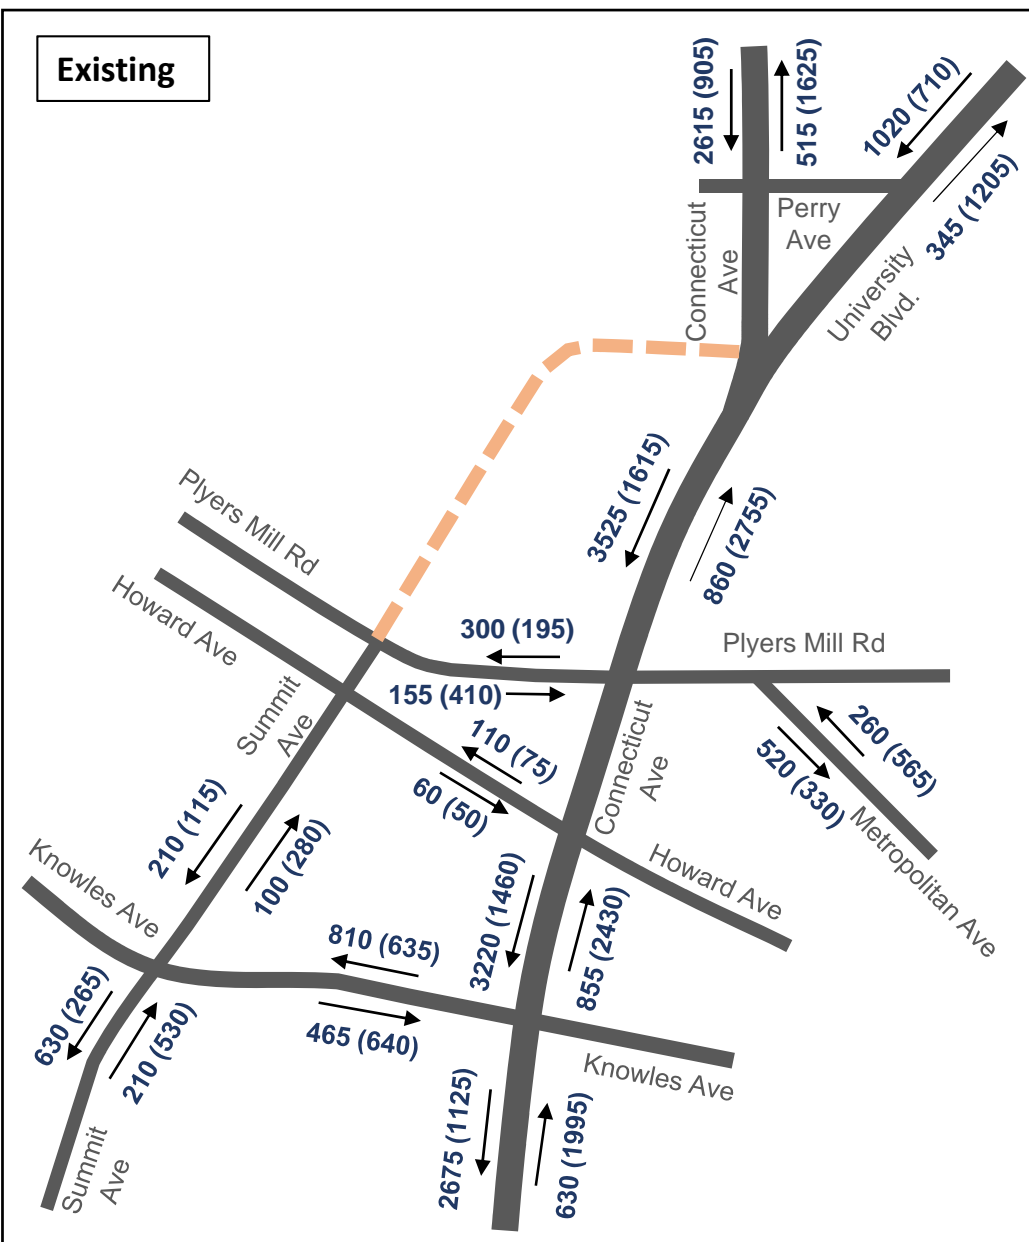 Existing
2615 (905)
515 (1625)
1020 (710)
345 (1205)
Connecticut
Ave
Perry
Ave
University
Blvd.
3525 (1615)
860 (2755)
Plyers Mill Rd
Howard Ave
300 (195)
155 (410)
Plyers Mill Rd
Summit
Ave
110 (75)
60 (50)
Connecticut
Ave
260 (565)
520 (330)
Metropolitan Ave
210 (115)
100 (280)
Knowles Ave
Howard Ave
810 (635)
465 (640)
3220 (1460)
855 (2430)
630 (265)
210 (530)
Knowles Ave
2675 (1125)
630 (1995)
Summit
Ave